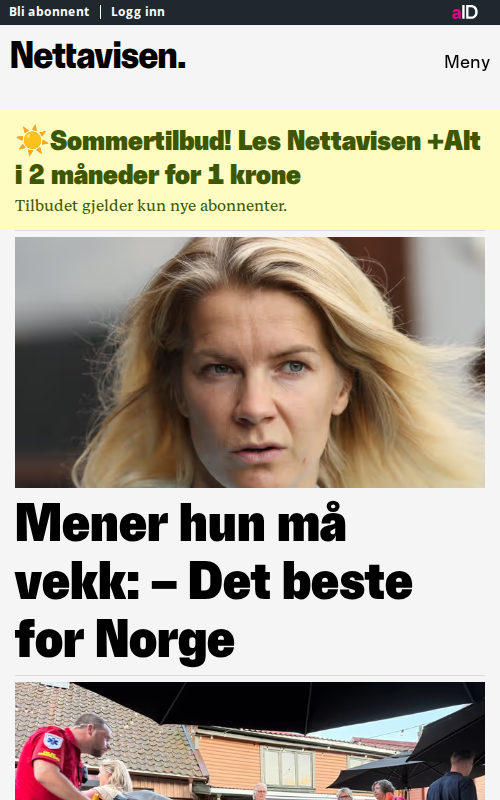 Bli abonnent | Logg inn
aID
Nettavisen.
Meny
☀️Sommertilbud! Les Nettavisen +Alt
i 2 måneder for 1 krone
Tilbudet gjelder kun nye abonnenter.
Mener hun må
vekk: – Det beste
for Norge